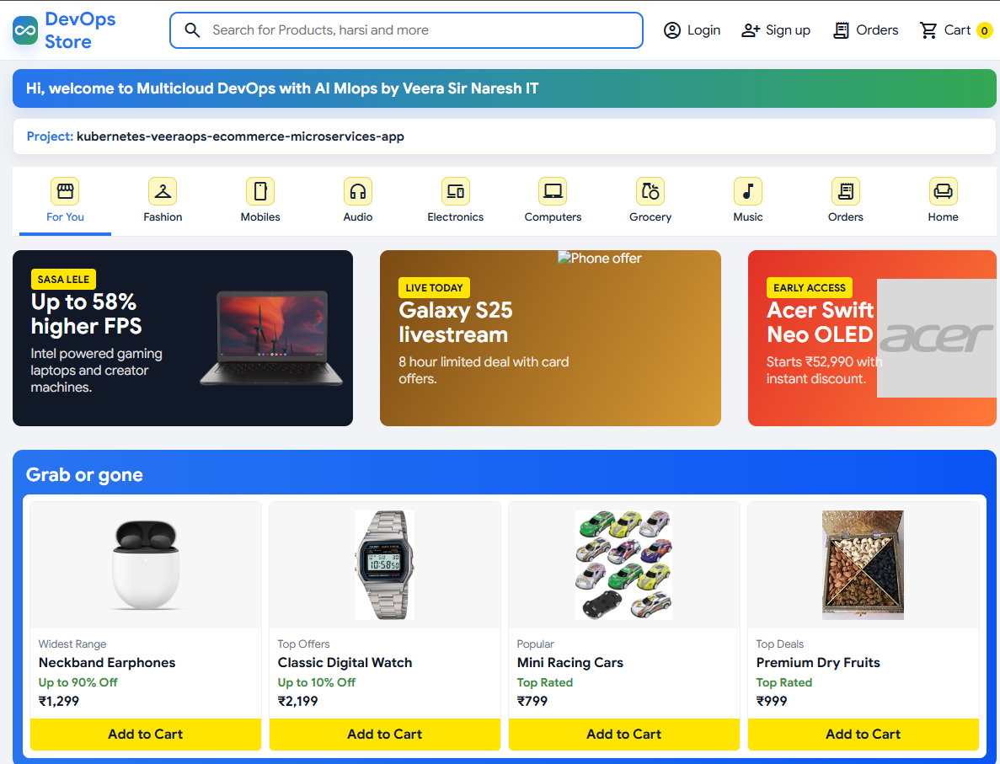 DevOps
Store
Search for Products, harsi and more
Login
Sign up
Orders
Cart 0
Hi, welcome to Multicloud DevOps with AI Mlops by Veera Sir Naresh IT
Project: kubernetes-veeraops-ecommerce-microservices-app
For You
Fashion
Mobiles
Audio
Electronics
Computers
Grocery
Music
Orders
Home
SASA LELE
Up to 58%
higher FPS
Intel powered gaming
laptops and creator
machines.
Phone offer
LIVE TODAY
Galaxy S25
livestream
8 hour limited deal with card
offers.
EARLY ACCESS
Acer Swift
Neo OLED
Starts ₹52,990 with
instant discount.
acer
Grab or gone
CASIO
10:58 50
Widest Range
Neckband Earphones
Up to 90% Off
₹1,299
Add to Cart
Top Offers
Classic Digital Watch
Up to 10% Off
₹2,199
Add to Cart
Popular
Mini Racing Cars
Top Rated
₹799
Add to Cart
Top Deals
Premium Dry Fruits
Top Rated
₹999
Add to Cart